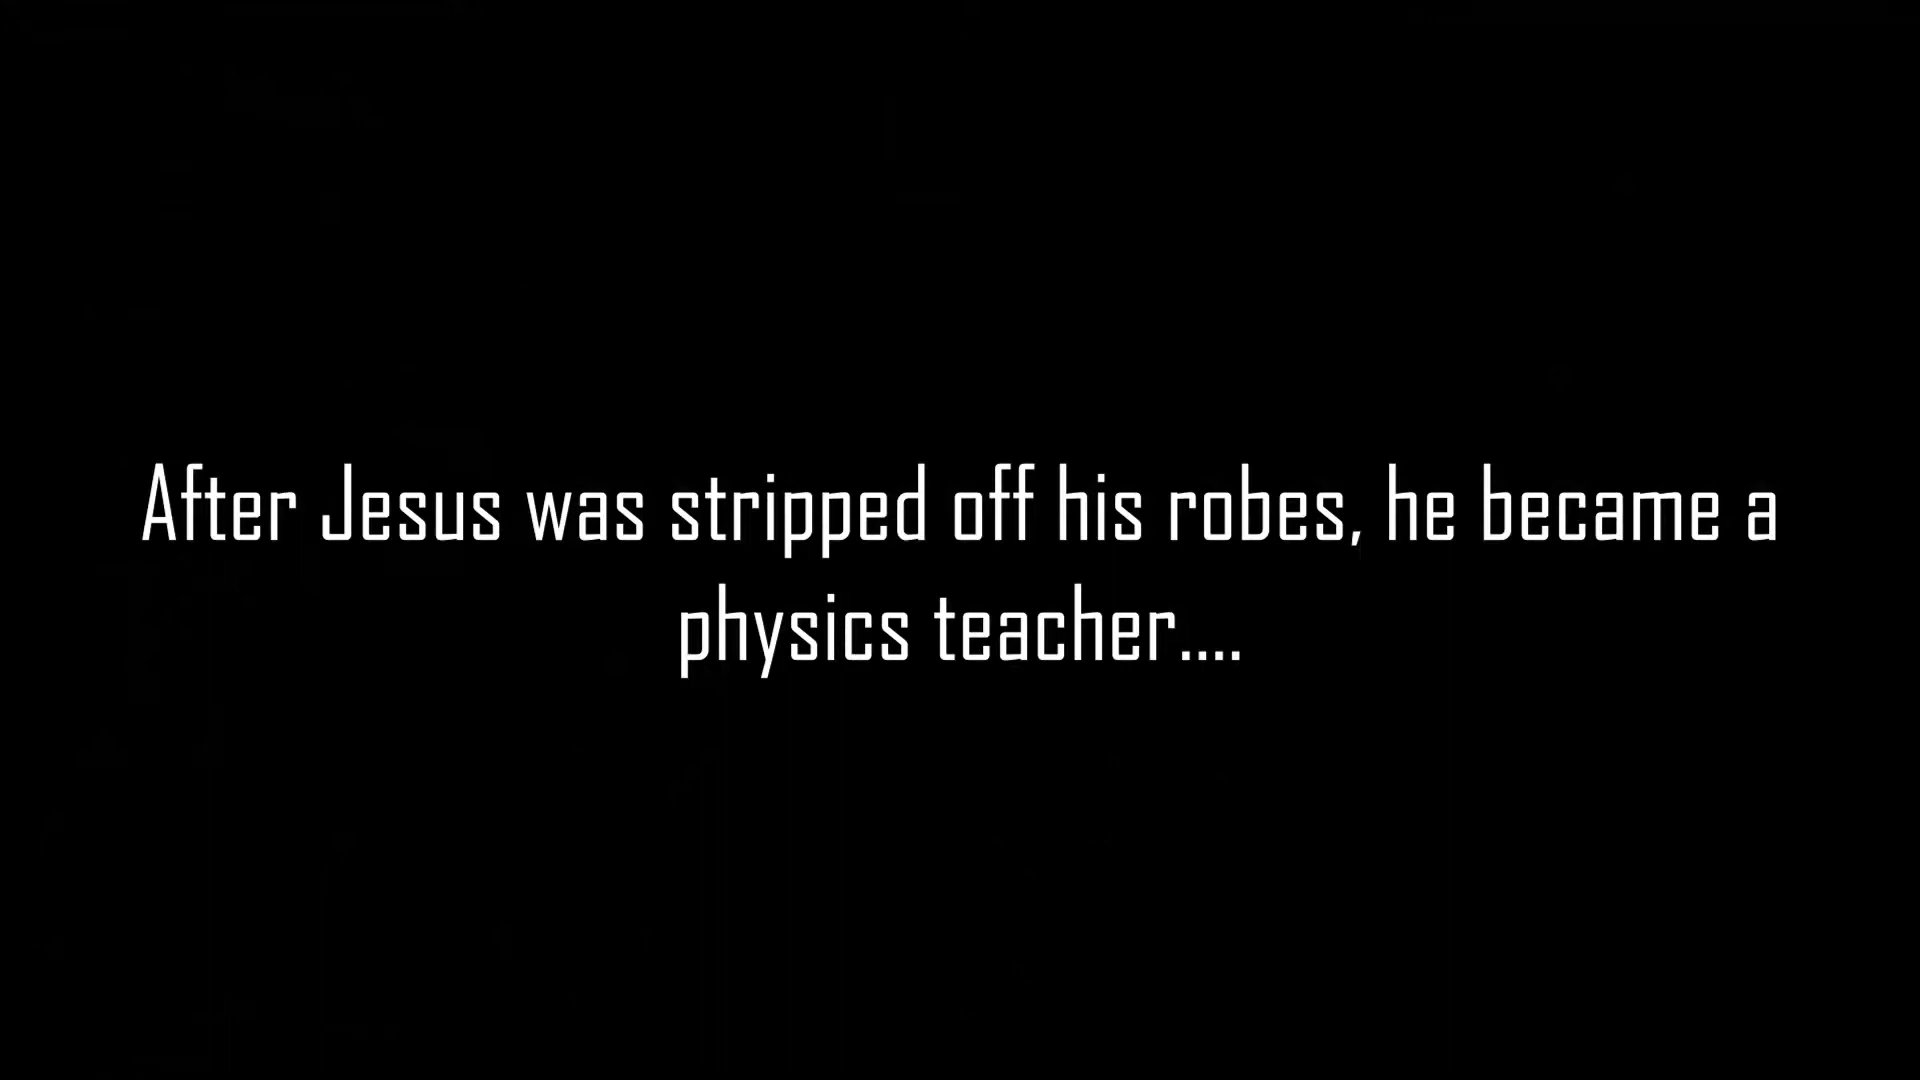 After Jesus was stripped off his robes, he became a
physics teacher....